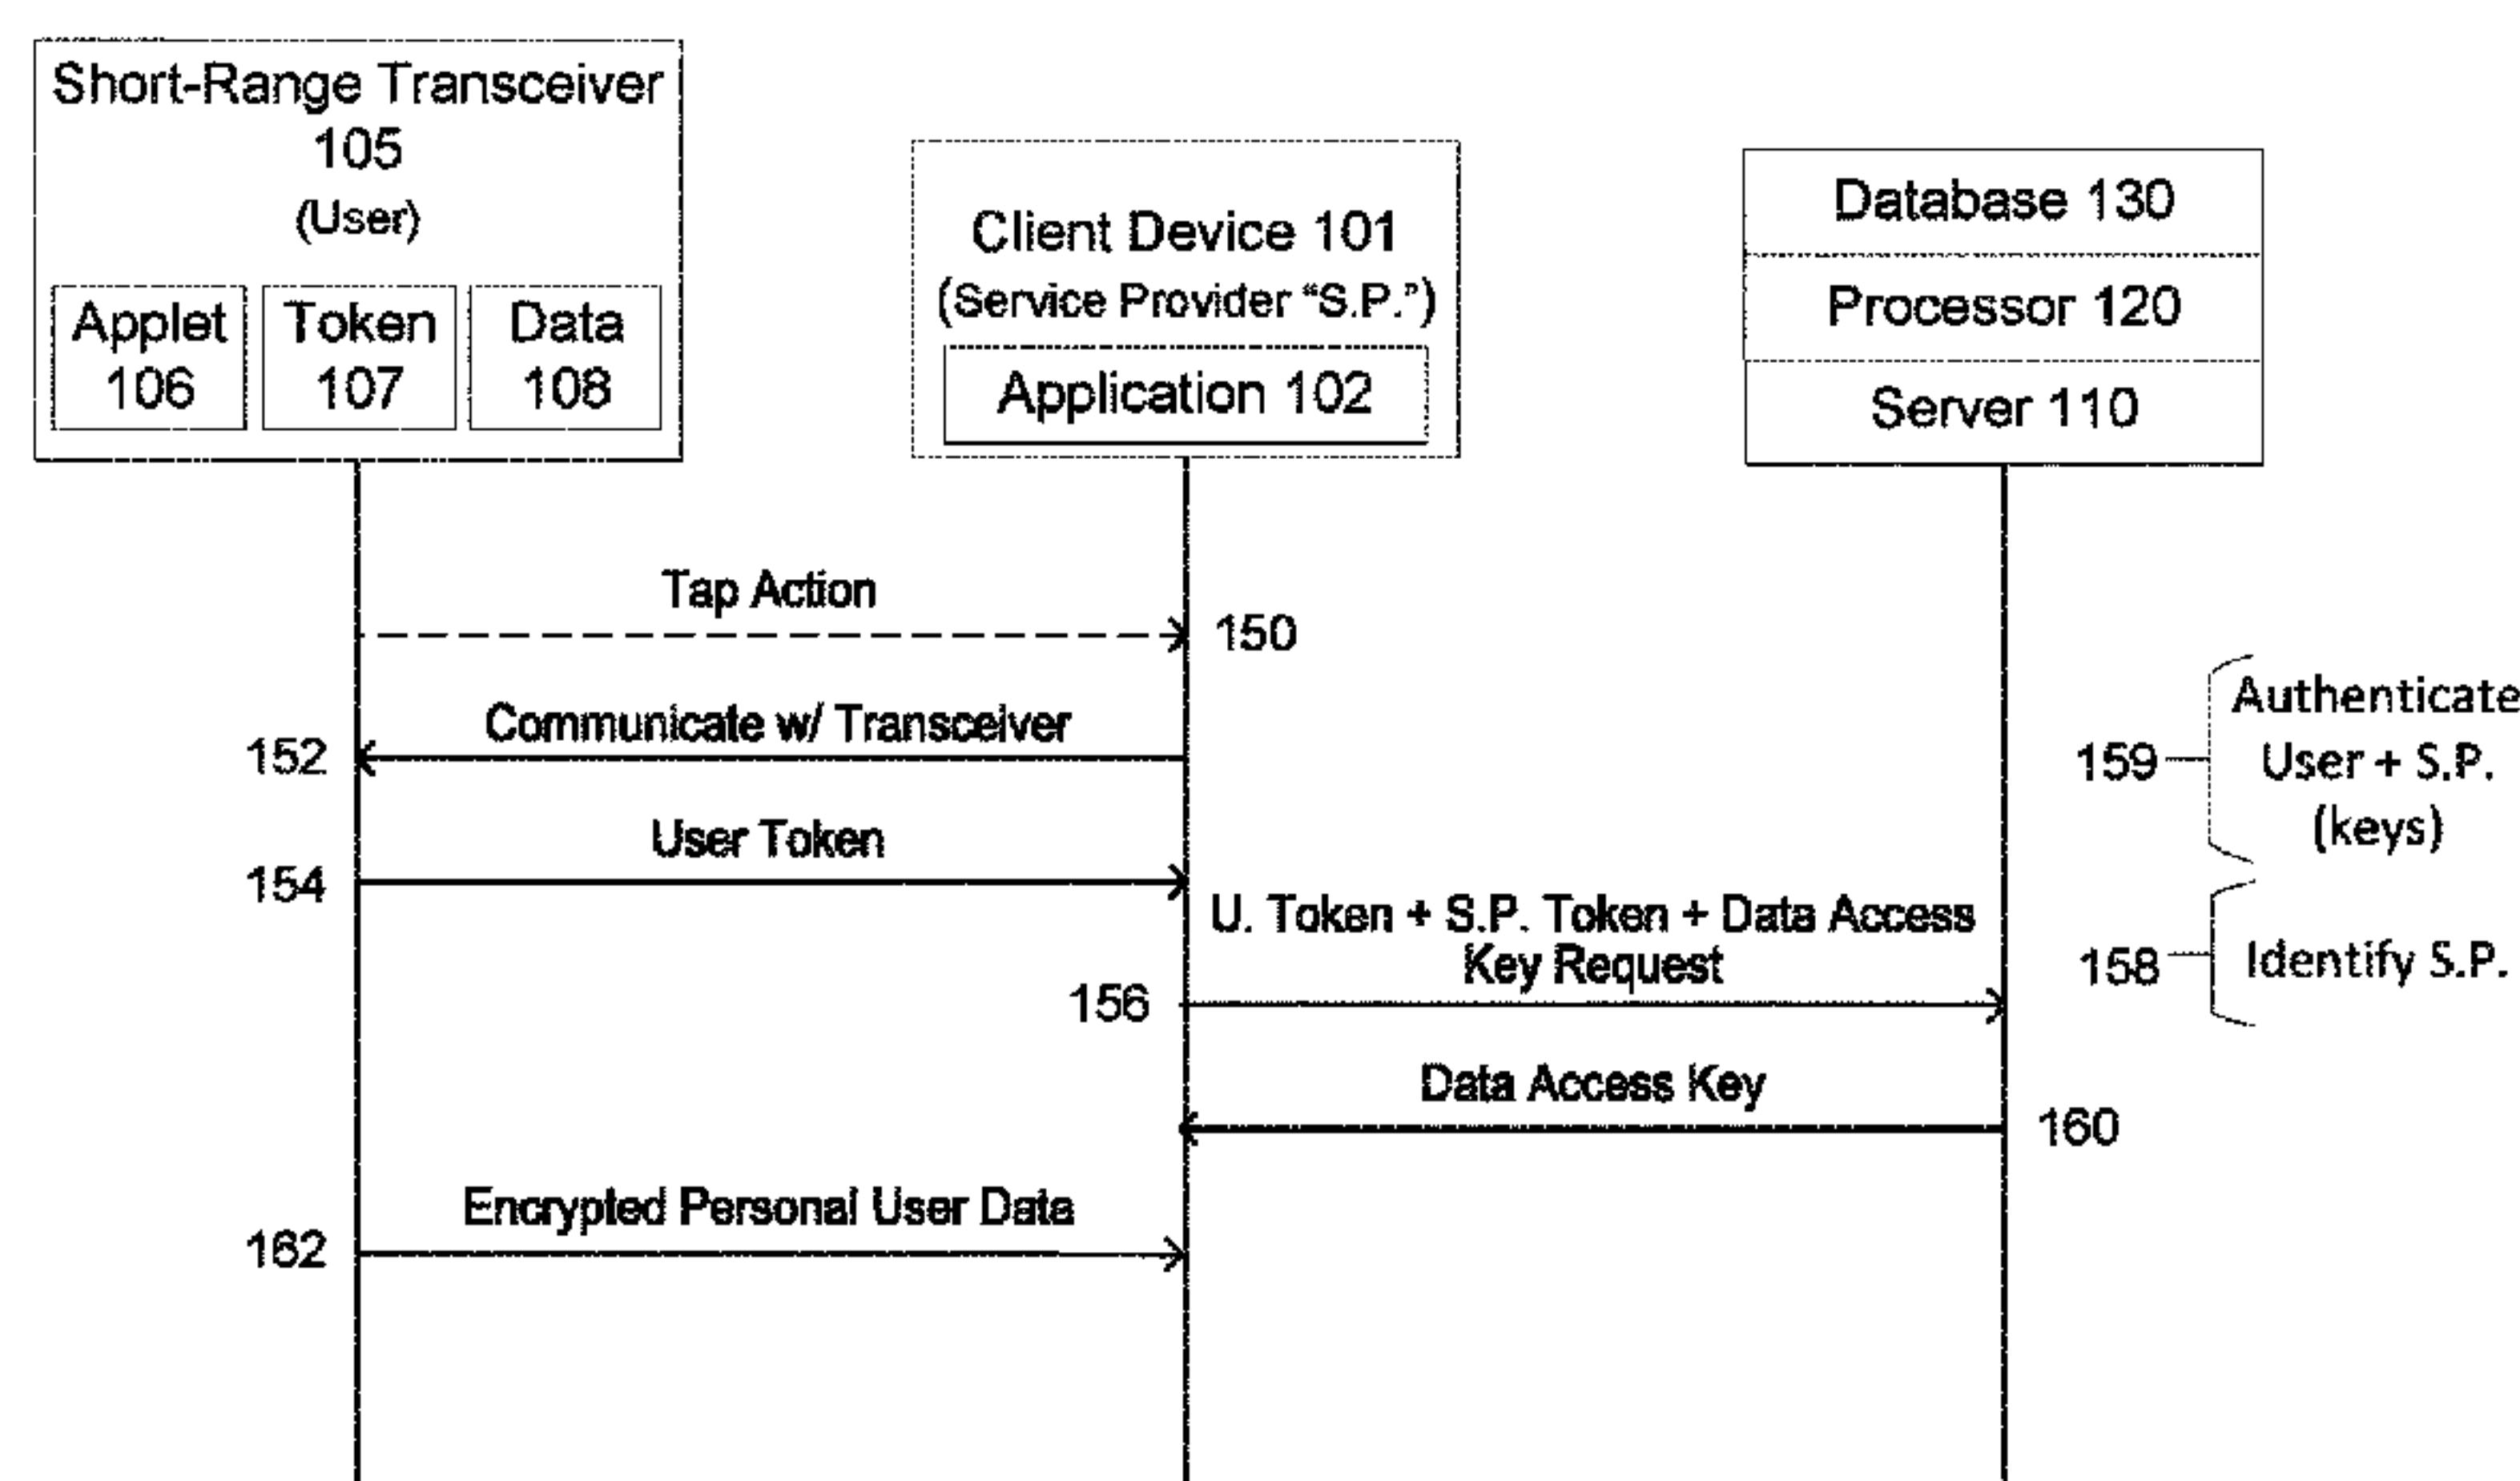 Short-Range Transceiver
105
(User)
Applet
106
Token
107
Data
108
Client Device 101
(Service Provider “S.P.”)
Application 102
Database 130
Processor 120
Server 110
Tap Action
150
Communicate w/ Transceiver
152
User Token
154
159
Authenticate
User + S.P.
(keys)
U. Token + S.P. Token + Data Access
Key Request
156
158
Identify S.P.
Data Access Key
160
Encrypted Personal User Data
162